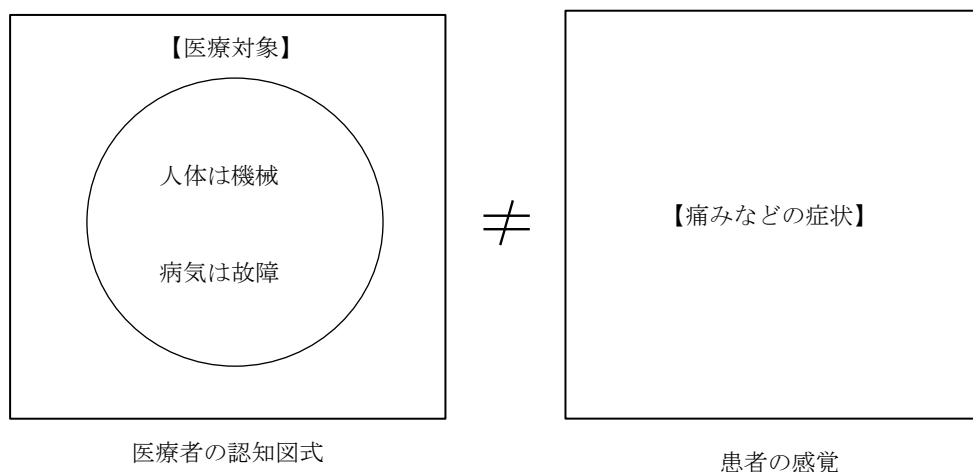 【医療対象】
人体は機械
病気は故障
医療者の認知図式
≠
【痛みなどの症状】
患者の感覚